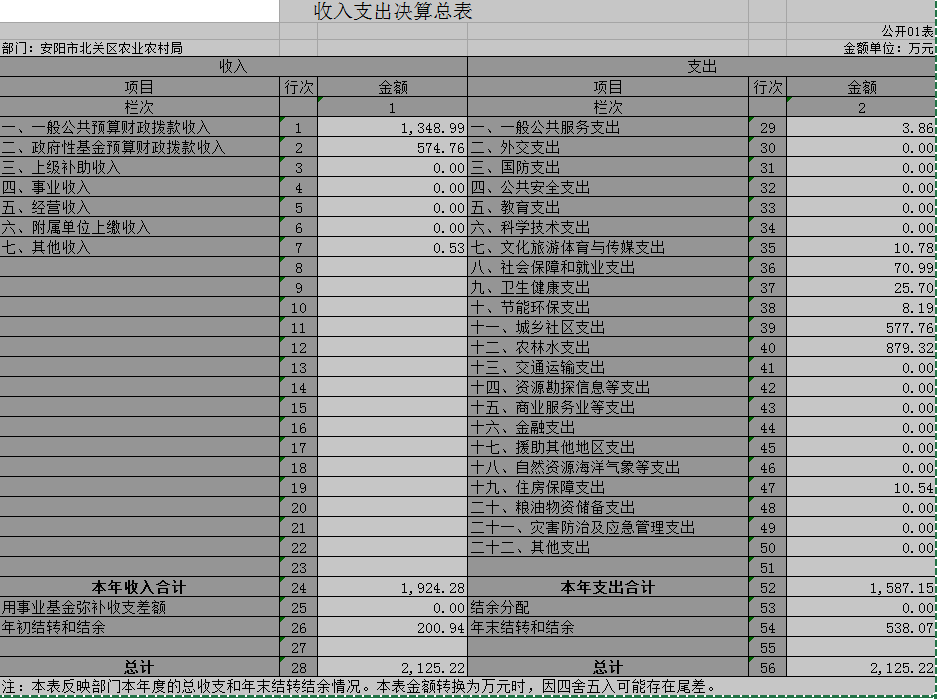 收入支出决算总表
公开01表
部门：安阳市北关区农业农村局 金额单位：万元
收入 支出
项目 行次 金额 项目 行次 金额
栏次 1 栏次 2
一、一般公共预算财政拨款收入 1 1,348.99 一、一般公共服务支出 29 3.86
二、政府性基金预算财政拨款收入 2 574.76 二、外交支出 30 0.00
三、上级补助收入 3 0.00 三、国防支出 31 0.00
四、事业收入 4 0.00 四、公共安全支出 32 0.00
五、经营收入 5 0.00 五、教育支出 33 0.00
六、附属单位上缴收入 6 0.00 六、科学技术支出 34 0.00
七、其他收入 7 0.53 七、文化旅游体育与传媒支出 35 10.78
8 八、社会保障和就业支出 36 70.99
9 九、卫生健康支出 37 25.70
10 十、节能环保支出 38 8.19
11 十一、城乡社区支出 39 577.76
12 十二、农林水支出 40 879.32
13 十三、交通运输支出 41 0.00
14 十四、资源勘探信息等支出 42 0.00
15 十五、商业服务业等支出 43 0.00
16 十六、金融支出 44 0.00
17 十七、援助其他地区支出 45 0.00
18 十八、自然资源海洋气象等支出 46 0.00
19 十九、住房保障支出 47 10.54
20 二十、粮油物资储备支出 48 0.00
21 二十一、灾害防治及应急管理支出 49 0.00
22 二十二、其他支出 50 0.00
23 51
本年收入合计 24 1,924.28 本年支出合计 52 1,587.15
用事业基金弥补收支差额 25 0.00 结余分配 53 0.00
年初结转和结余 26 200.94 年末结转和结余 54 538.07
27 55
总计 28 2,125.22 总计 56 2,125.22
注：本表反映部门本年度的总收支和年末结转结余情况。本表金额转换为万元时，因四舍五入可能存在尾差。